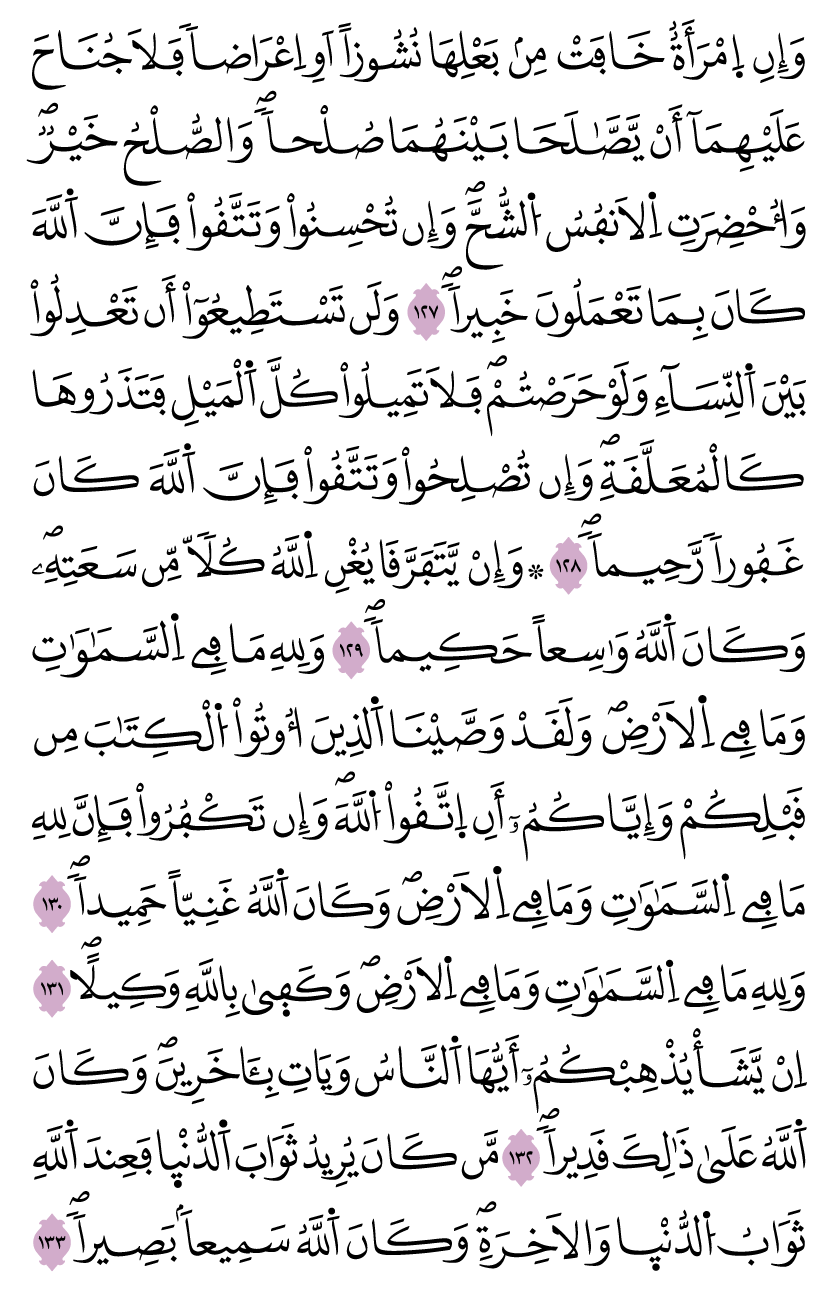 وَإِنِ اِ۪مْرَأَةٌ خَافَتْ مِنۢ بَعْلِهَا نُشُوزاً اَوِ اِعْرَاضاٗ فَلَا جُنَاحَ
عَلَيْهِمَآ أَنْ يَّصَّٰلَحَا بَيْنَهُمَا صُلْحاٗۖ وَالصُّلْحُ خَيْرٞۖ
وَأُحْضِرَتِ اِ۬لَانفُسُ اُ۬لشُّحَّۖ وَإِن تُحْسِنُواْ وَتَتَّقُواْ فَإِنَّ اَ۬للَّهَ
كَانَ بِمَا تَعْمَلُونَ خَبِيراٗۖ ١٢٧ وَلَن تَسْتَطِيعُوٓاْ أَن تَعْدِلُواْ
بَيْنَ اَ۬لنِّسَآءِ وَلَوْ حَرَصْتُمْۖ فَلَا تَمِيلُواْ كُلَّ اَ۬لْمَيْلِ فَتَذَرُوهَا
كَالْمُعَلَّقَةِۖ وَإِن تُصْلِحُواْ وَتَتَّقُواْ فَإِنَّ اَ۬للَّهَ كَانَ
غَفُوراٗ رَّحِيماٗۖ ١٢٨ * وَإِنْ يَّتَفَرَّقَا يُغْنِ اِ۬للَّهُ كُلّاٗ مِّن سَعَتِهِۦۖ
وَكَانَ اَ۬للَّهُ وَٰسِعاً حَكِيماٗۖ ١٢٩ وَلِلهِ مَا فِے اِ۬لسَّمَٰوَٰتِ
وَمَا فِے اِ۬لَارْضِۖ وَلَقَدْ وَصَّيْنَا اَ۬لذِينَ أُوتُواْ اُ۬لْكِتَٰبَ مِن
قَبْلِكُمْ وَإِيَّاكُمُۥٓ أَنِ اِ۪تَّقُواْ اُ۬للَّهَۖ وَإِن تَكْفُرُواْ فَإِنَّ لِلهِ
مَا فِے اِ۬لسَّمَٰوَٰتِ وَمَا فِے اِ۬لَارْضِۖ وَكَانَ اَ۬للَّهُ غَنِيّاً حَمِيداٗۖ ١٣٠
وَلِلهِ مَا فِے اِ۬لسَّمَٰوَٰتِ وَمَا فِے اِ۬لَارْضِۖ وَكَف۪ىٰ بِاللَّهِ وَكِيلاًۖ ١٣١
اِنْ يَّشَأْ يُذْهِبْكُمُۥٓ أَيُّهَا اَ۬لنَّاسُ وَيَاتِ بِـَٔاخَرِينَۖ وَكَانَ
اَ۬للَّهُ عَلَىٰ ذَٰلِكَ قَدِيراٗۖ ١٣٢ مَّن كَانَ يُرِيدُ ثَوَابَ اَ۬لدُّنْي۪ا فَعِندَ اَ۬للَّهِ
ثَوَابُ اُ۬لدُّنْي۪ا وَالَاخِرَةِۖ وَكَانَ اَ۬للَّهُ سَمِيعاَۢ بَصِيراٗۖ ١٣٣